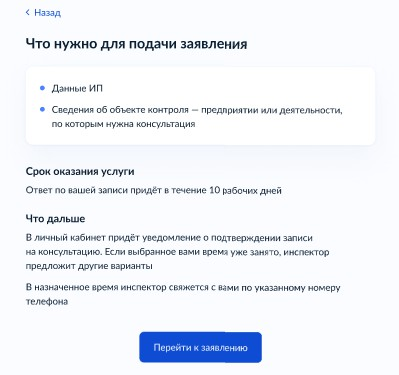 Назад
Что нужно для подачи заявления
Данные ИП
Сведения об объекте контроля — предприятии или деятельности,
по которым нужна консультация
Срок оказания услуги
Ответ по вашей записи придёт в течение 10 рабочих дней
Что дальше
В личный кабинет придёт уведомление о подтверждении записи
на консультацию. Если выбранное вами время уже занято, инспектор
предложит другие варианты
В назначенное время инспектор свяжется с вами по указанному номеру
телефона
Перейти к заявлению